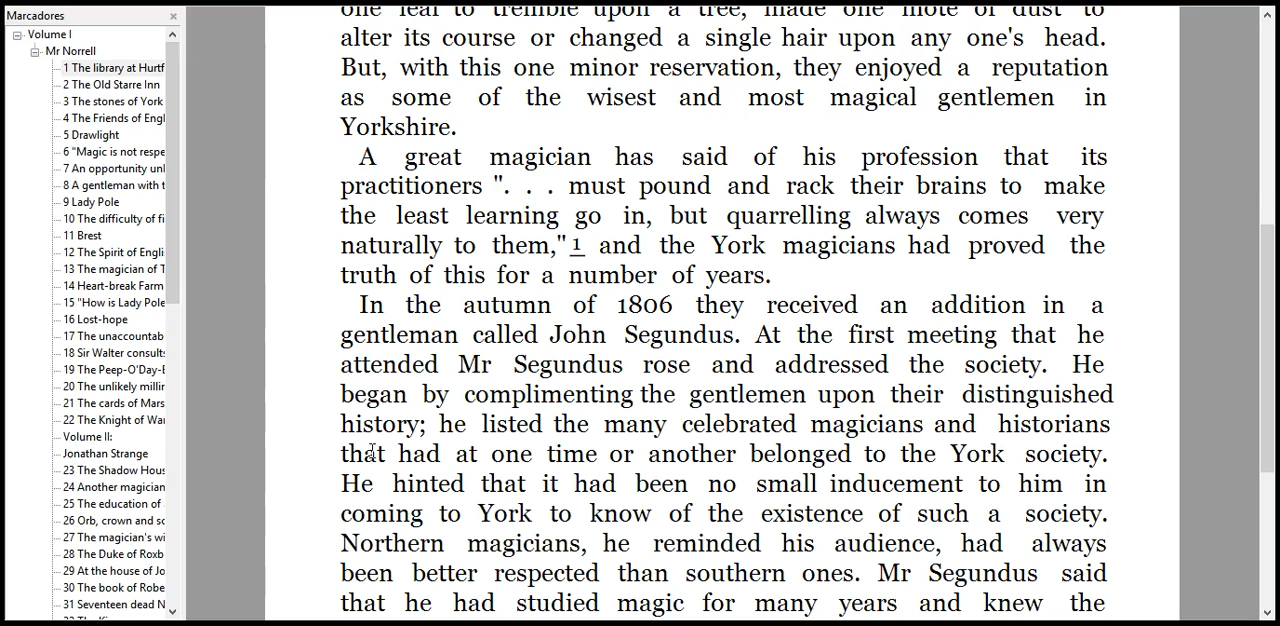 Marcadores
Volume I
Mr Norrell
1 The library at Hurtf
2 The Old Starre Inn
3 The stones of York
4 The Friends of Engl
5 Drawlight
6 "Magic is not respe
7 An opportunity unl
8 A gentleman with t
9 Lady Pole
10 The difficulty of fi
11 Brest
12 The Spirit of Engli
13 The magician of T
14 Heart-break Farm
15 "How is Lady Pole
16 Lost-hope
17 The unaccountab
18 Sir Walter consult
19 The Peep-O'Day-B
20 The unlikely millin
21 The cards of Mars
22 The Knight of War
Volume II:
Jonathan Strange
23 The Shadow Hous
24 Another magician
25 The education of
26 Orb, crown and sc
27 The magician's wi
28 The Duke of Roxb
29 At the house of Jo
30 The book of Robe
31 Seventeen dead N
one leaf to tremble upon a tree, made one mote of dust to
alter its course or changed a single hair upon any one's head.
But, with this one minor reservation, they enjoyed a reputation
as some of the wisest and most magical gentlemen in
Yorkshire.
A great magician has said of his profession that its
practitioners ". . . must pound and rack their brains to make
the least learning go in, but quarrelling always comes very
naturally to them,"1 and the York magicians had proved the
truth of this for a number of years.
In the autumn of 1806 they received an addition in a
gentleman called John Segundus. At the first meeting that he
attended Mr Segundus rose and addressed the society. He
began by complimenting the gentlemen upon their distinguished
history; he listed the many celebrated magicians and historians
that had at one time or another belonged to the York society.
He hinted that it had been no small inducement to him in
coming to York to know of the existence of such a society.
Northern magicians, he reminded his audience, had always
been better respected than southern ones. Mr Segundus said
that he had studied magic for many years and knew the